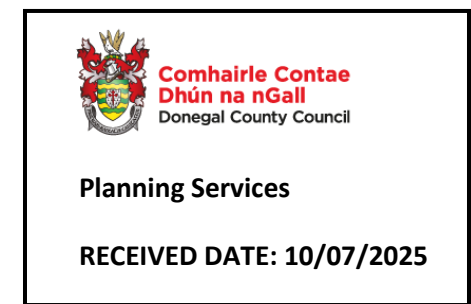 Comhairle Contae
Dhún na nGall
Donegal County Council
Planning Services
RECEIVED DATE: 10/07/2025